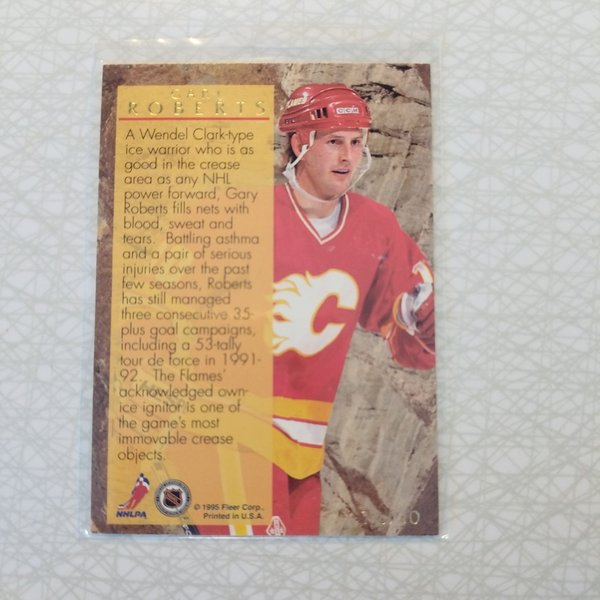 GARY
ROBERTS
A Wendel Clark-type
ice warrior who is as
good in the crease
area as any NHL
power forward, Gary
Roberts fills nets with
blood, sweat and
tears. Battling asthma
and a pair of serious
injuries over the past
few seasons, Roberts
has still managed
three consecutive 35-
plus goal campaigns,
including a 53-tally
tour de force in 1991-
92. The Flames'
acknowledged own-
ice ignitor is one of
the game's most
immovable crease
objects.
CCM
C
NHLPA
© 1995 Fleer Corp.
Printed in U.S.A.